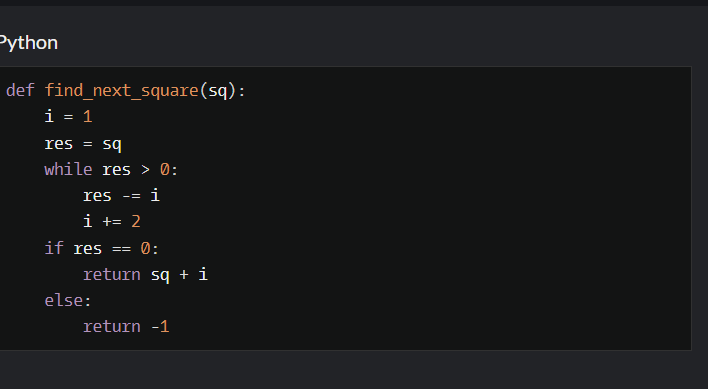 Python
def find_next_square(sq):
    i = 1
    res = sq
    while res > 0:
        res -= i
        i += 2
    if res == 0:
        return sq + i
    else:
        return -1